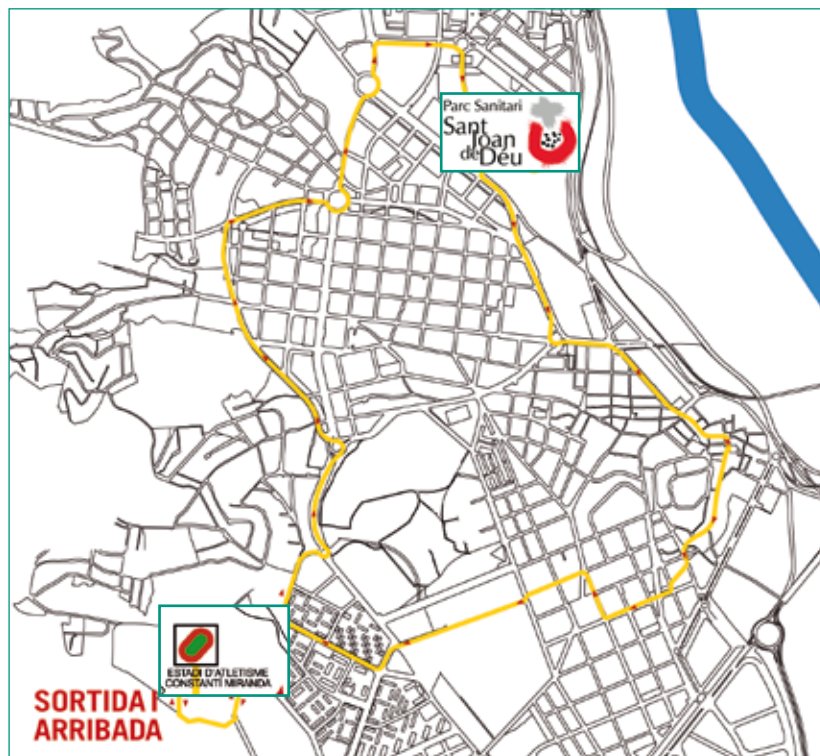 Parc Sanitari
Sant
Joan
de Déu
ESTADI D'ATLETISME
CONSTANTÍ MIRANDA
SORTIDA I
ARRIBADA